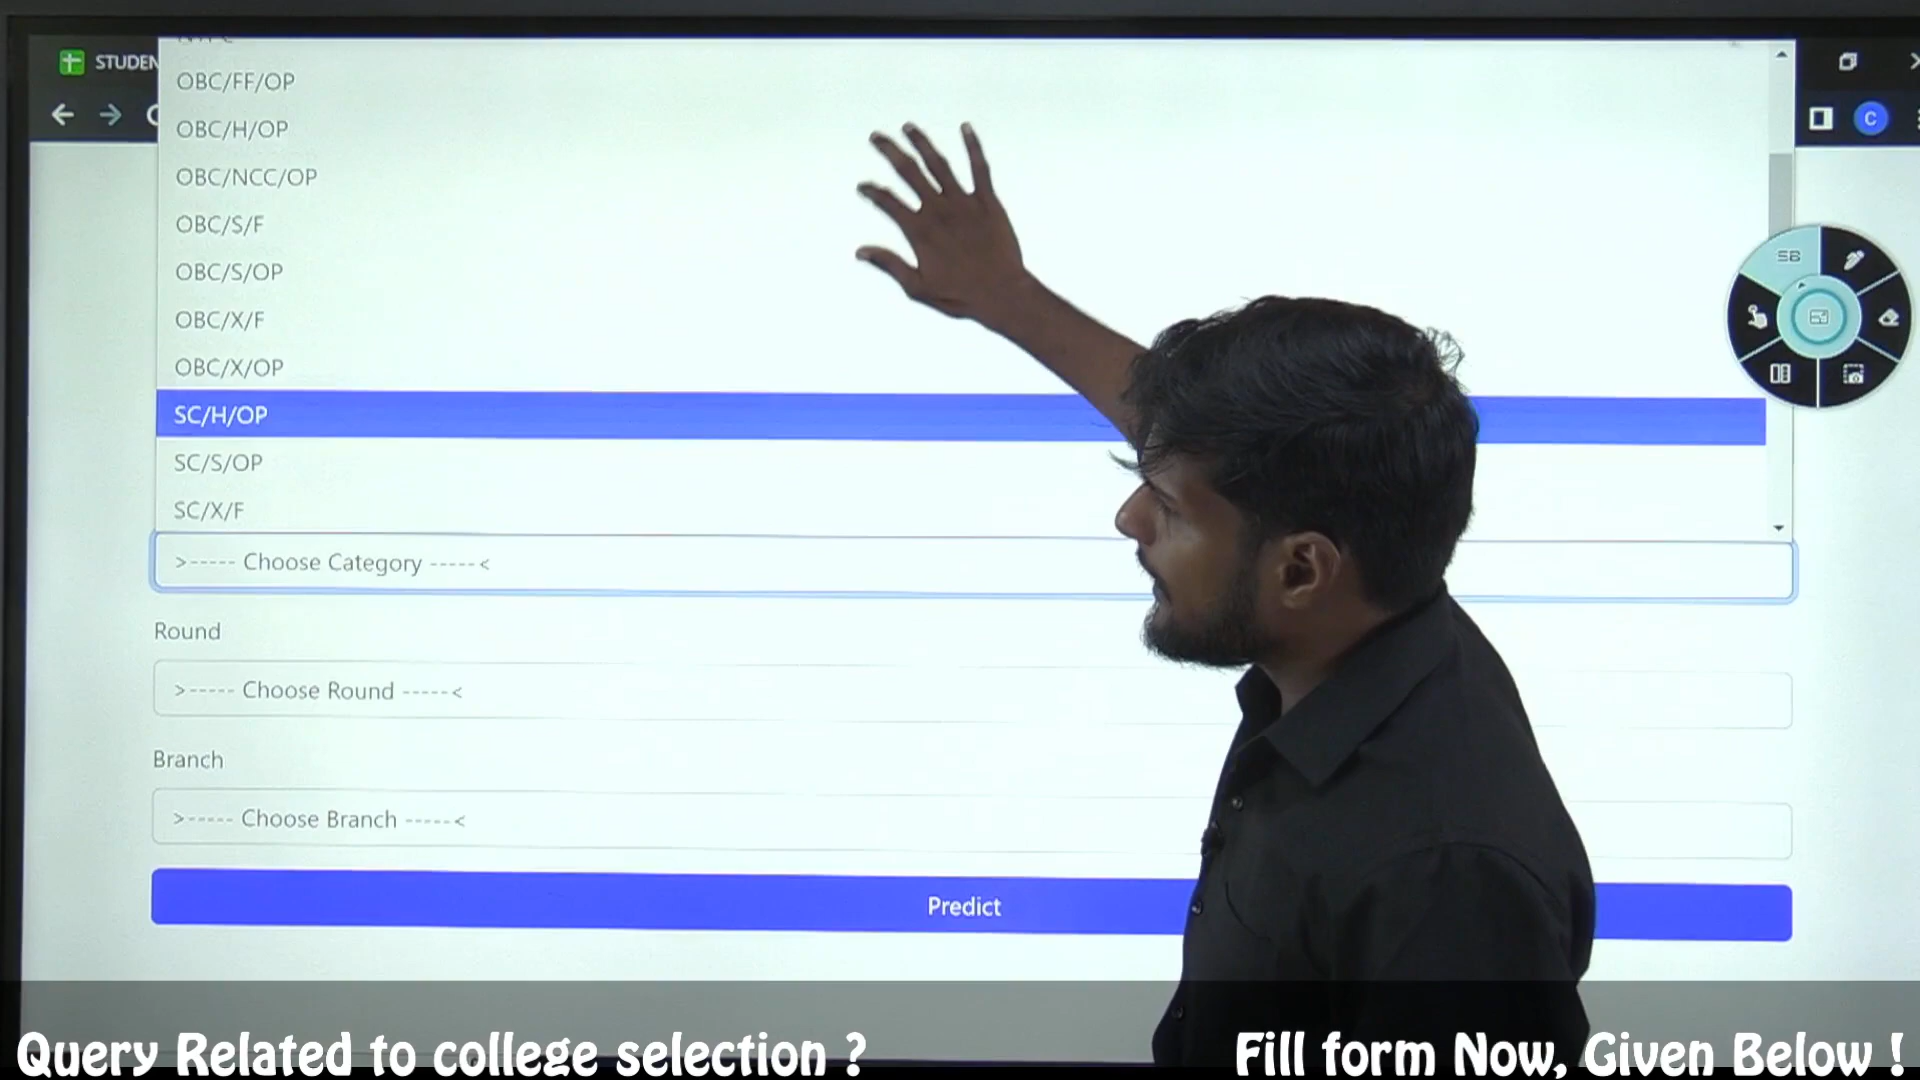 STUDEN
OBC/FF/OP
OBC/H/OP
OBC/NCC/OP
OBC/S/F
OBC/S/OP
OBC/X/F
OBC/X/OP
SC/H/OP
SC/S/OP
SC/X/F
>----- Choose Category -----<
Round
>----- Choose Round -----<
Branch
>----- Choose Branch -----<
Predict
C
SB
Query Related to college selection ?
Fill form Now, Given Below !